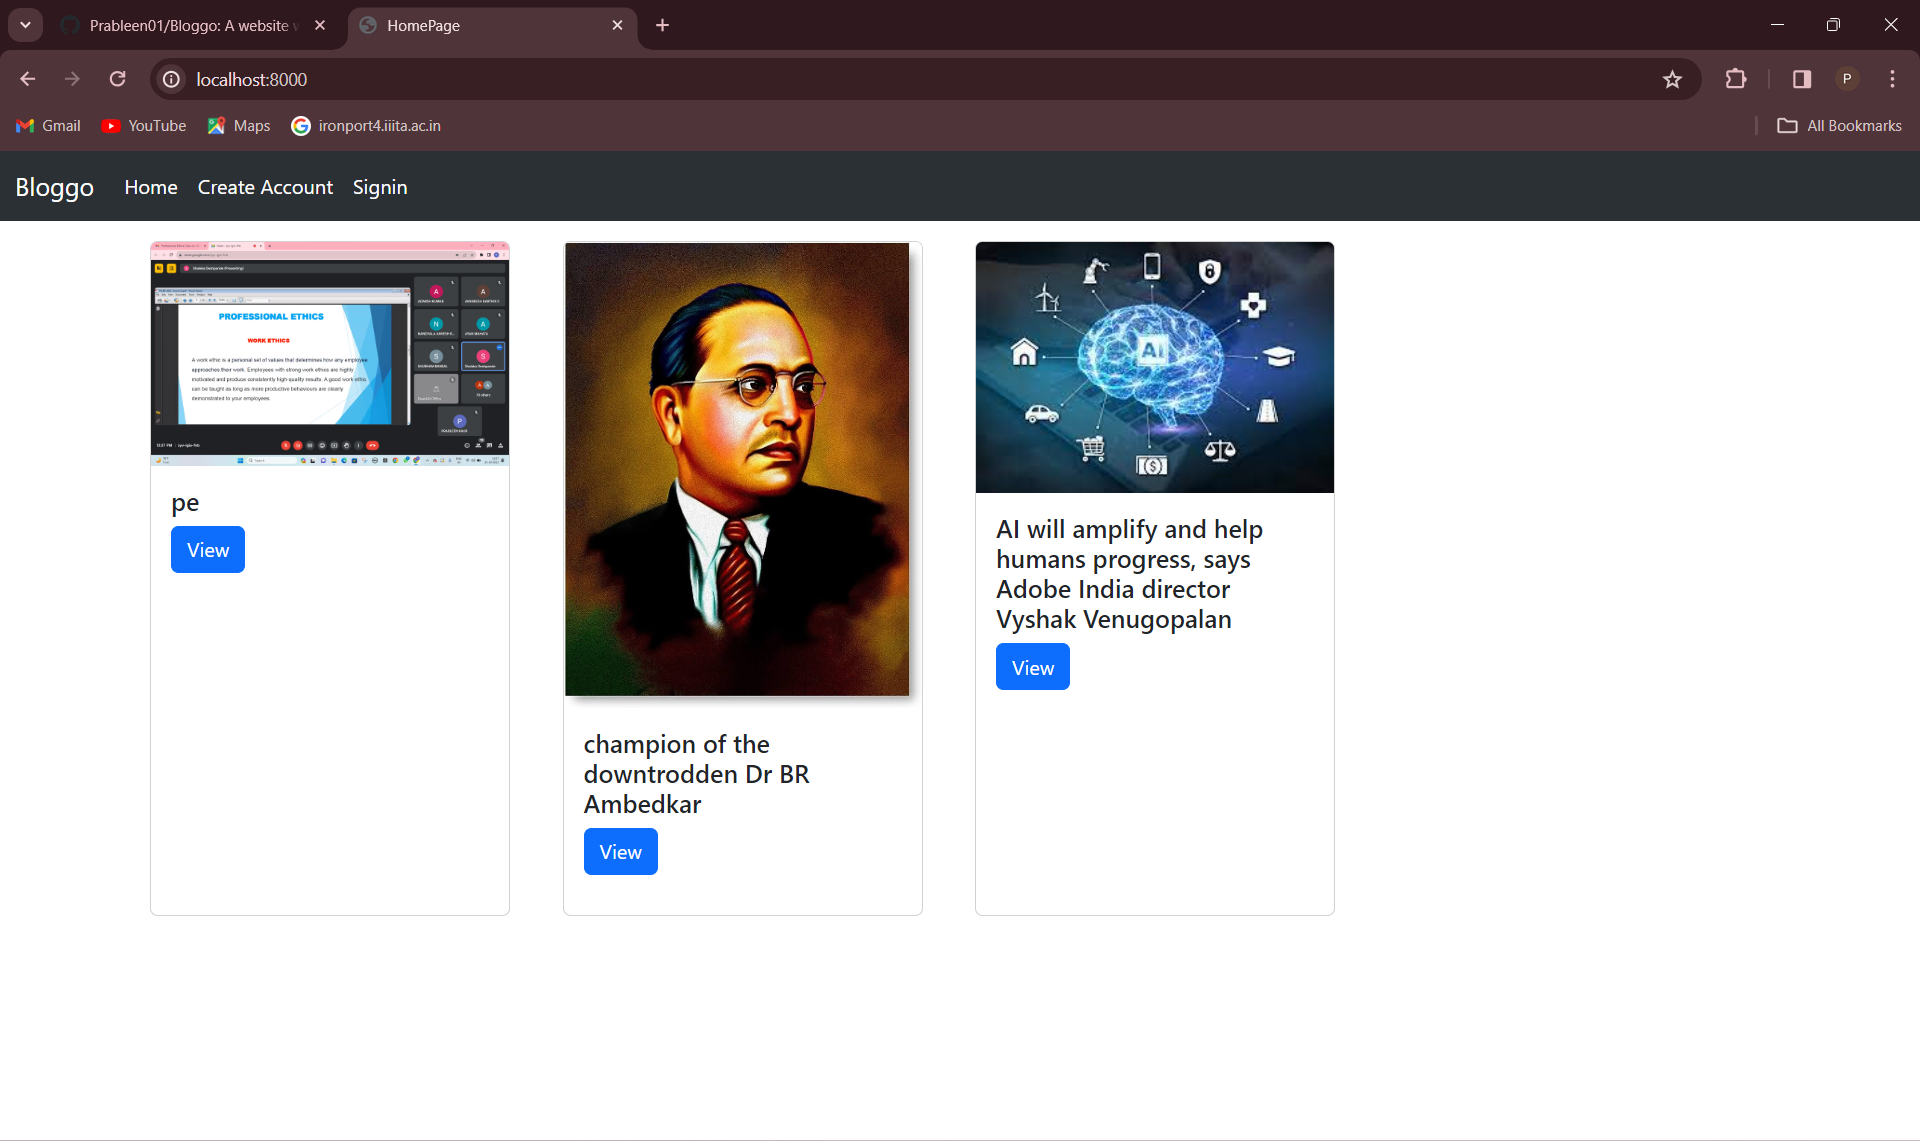 Prableen01/Bloggo: A website
HomePage
localhost:8000
P
Gmail
YouTube
Maps
ironport4.iiita.ac.in
All Bookmarks
Bloggo
Home
Create Account
Signin
PROFESSIONAL ETHICS
WORK ETHICS
A work ethic is a personal set of values that determines how any employee
approaches their work. Employees with strong work ethics are highly
motivated and produce consistently high-quality results. A good work ethic
can be taught as long as more productive behaviours are clearly
demonstrated to your employees.
pe
View
champion of the
downtrodden Dr BR
Ambedkar
View
AI
AI will amplify and help
humans progress, says
Adobe India director
Vyshak Venugopalan
View